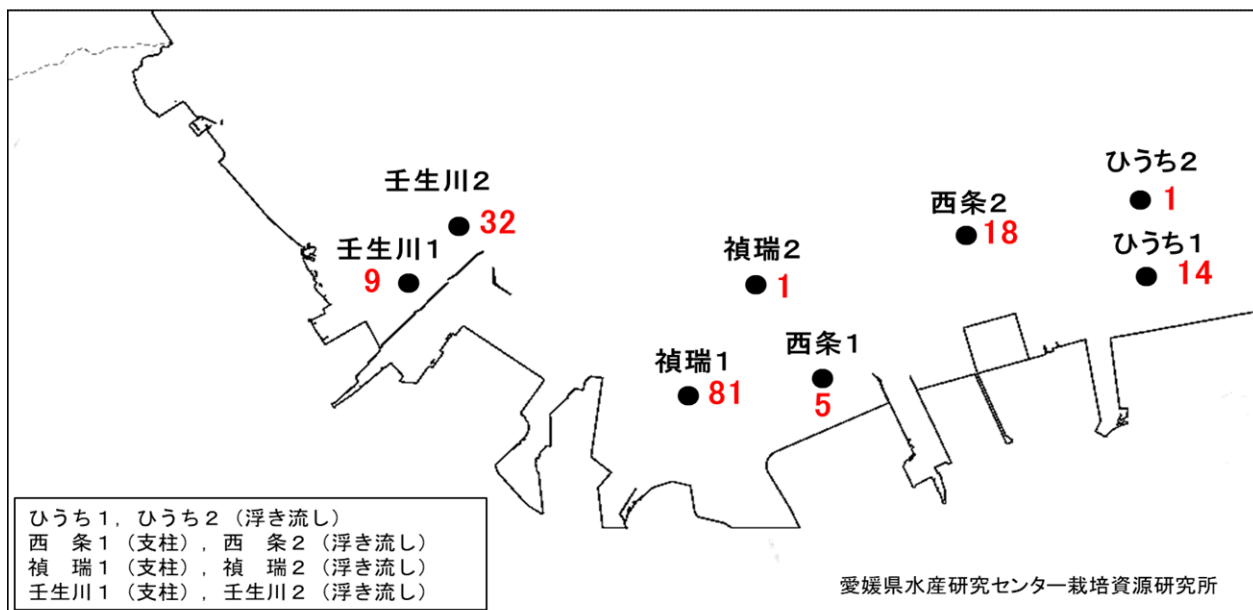 ひうち2
1
壬生川2
32
西条2
18
壬生川1
9
禎瑞2
1
ひうち1
14
西条1
5
禎瑞1
81
ひうち1，ひうち2（浮き流し）
西　条1（支柱），西　条2（浮き流し）
禎　瑞1（支柱），禎　瑞2（浮き流し）
壬生川1（支柱），壬生川2（浮き流し）
愛媛県水産研究センター栽培資源研究所